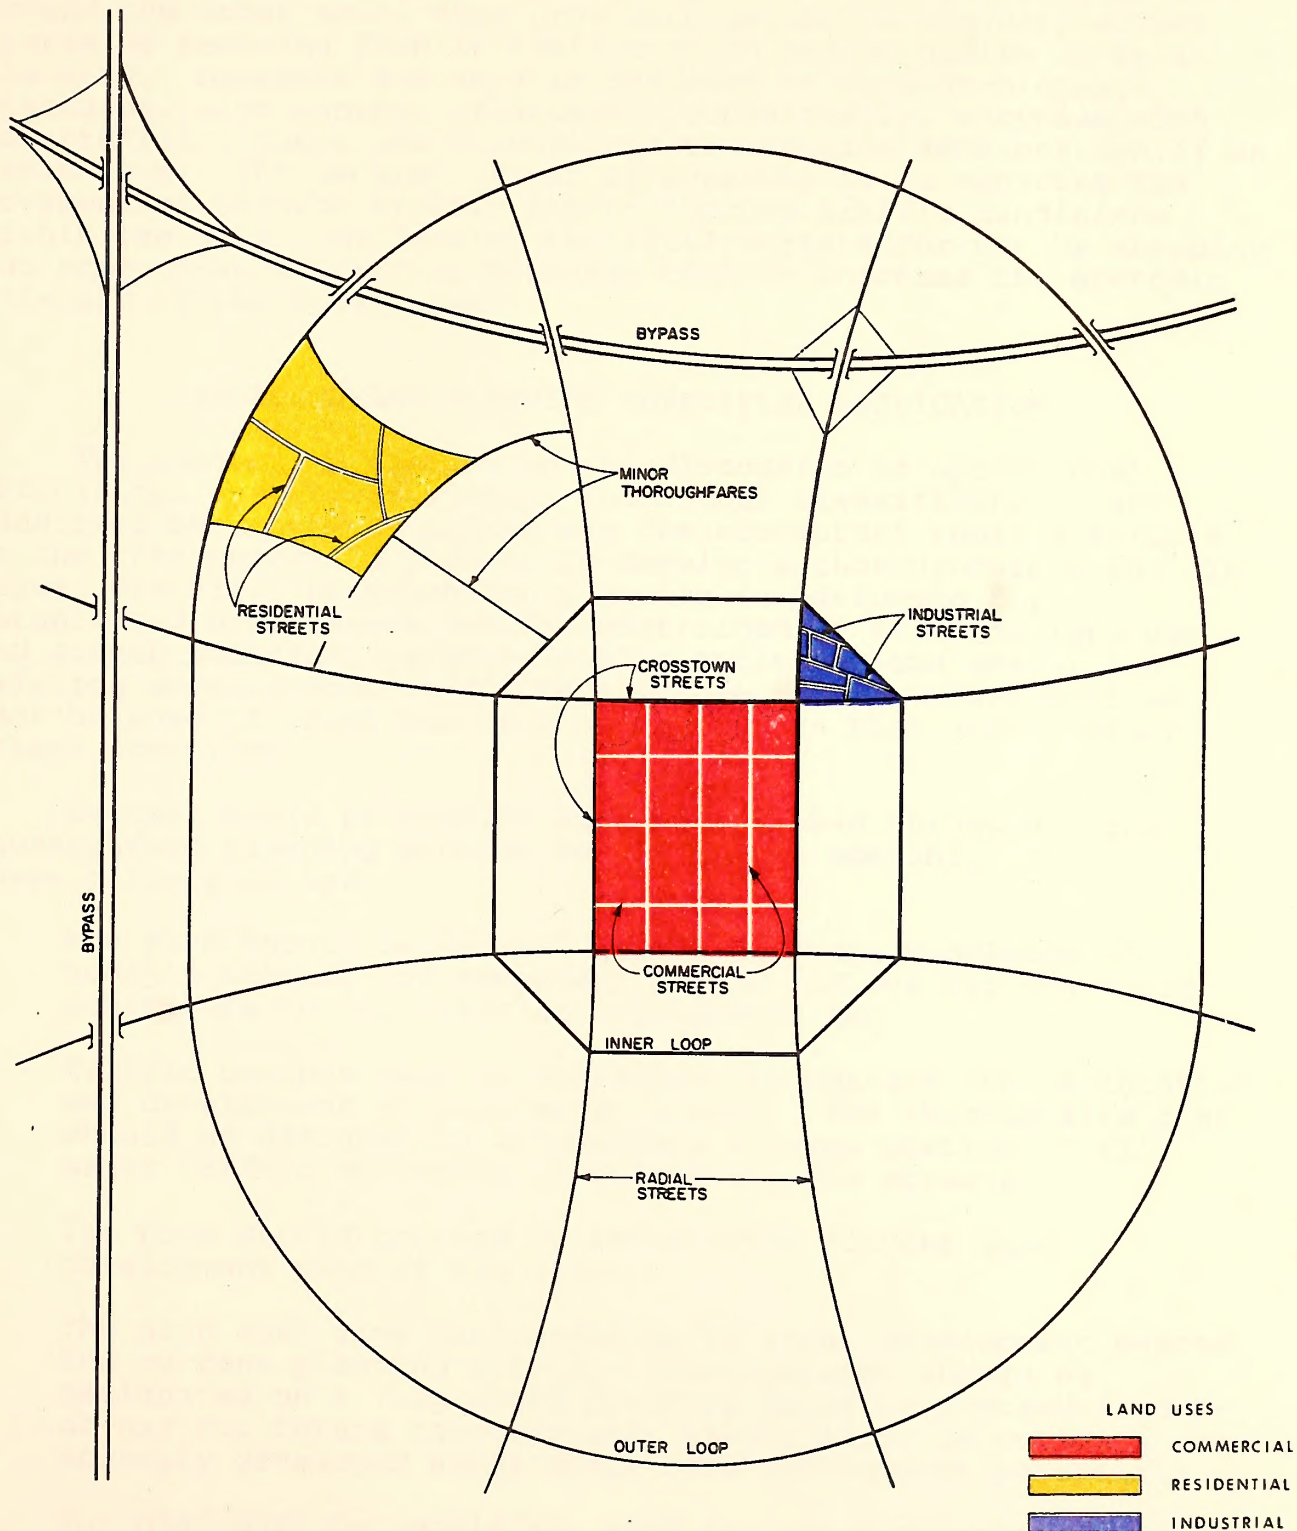 BYPASS
MINOR
THOROUGHFARES
RESIDENTIAL
STREETS
INDUSTRIAL
STREETS
CROSSTOWN
STREETS
BYPASS
COMMERCIAL
STREETS
INNER LOOP
RADIAL
STREETS
OUTER LOOP
LAND USES
COMMERCIAL
RESIDENTIAL
INDUSTRIAL